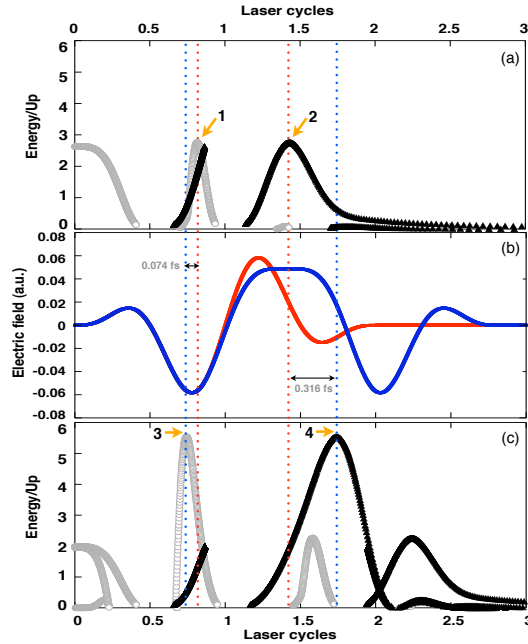 Laser cycles
0 0.5 1 1.5 2 2.5 3
6
5
4
3
2
1
0
Energy/Up
(a)
1
2
0.08
0.06
0.04
0.02
0
-0.02
-0.04
-0.06
-0.08
Electric field (a.u.)
(b)
0.074 fs
0.316 fs
6
5
4
3
2
1
0
Energy/Up
(c)
3
4
0 0.5 1 1.5 2 2.5 3
Laser cycles